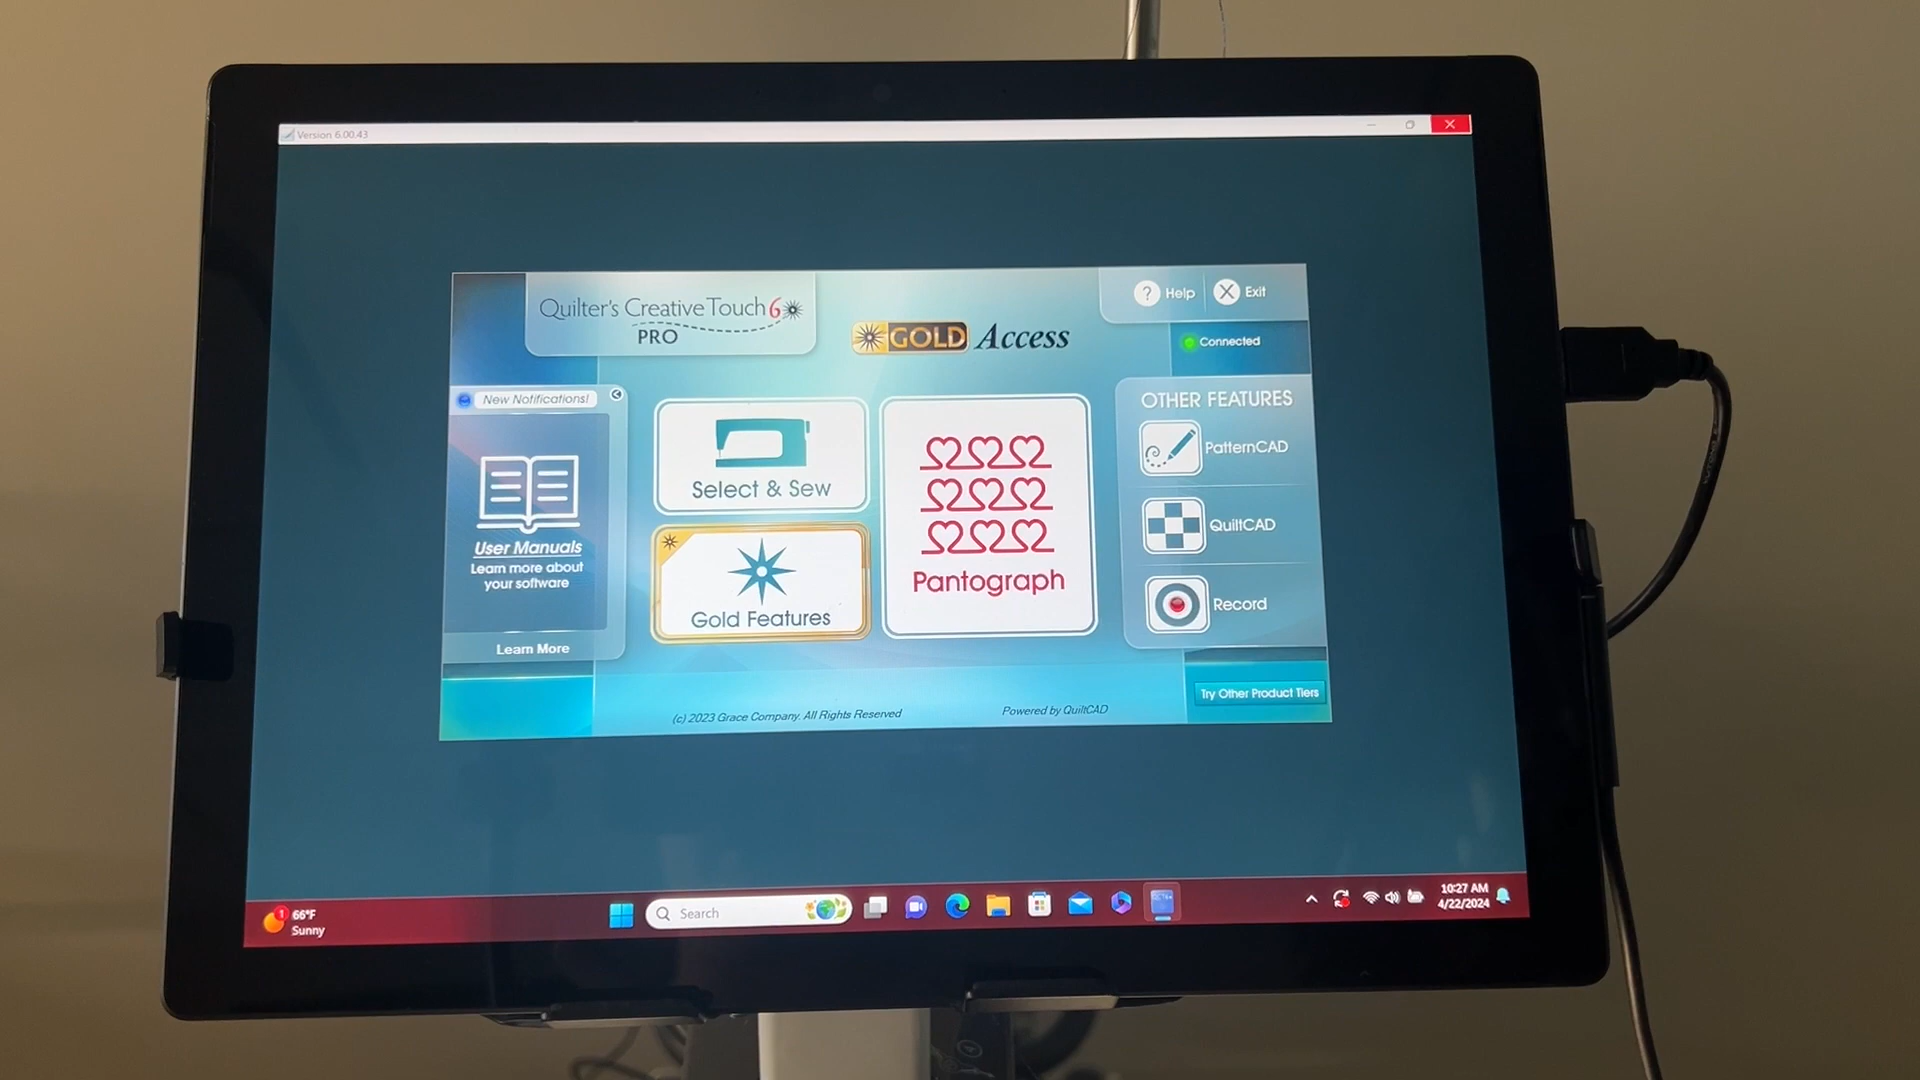 Version 6.00.43
Quilter's Creative Touch 6
PRO
GOLD Access
Help
Exit
Connected
New Notifications!
User Manuals
Learn more about
your software
Learn More
Select & Sew
Gold Features
Pantograph
OTHER FEATURES
PatternCAD
QuiltCAD
Record
Try Other Product Tiers
(c) 2023 Grace Company. All Rights Reserved
Powered by QuiltCAD
1
66°F
Sunny
Search
10:27 AM
4/22/2024